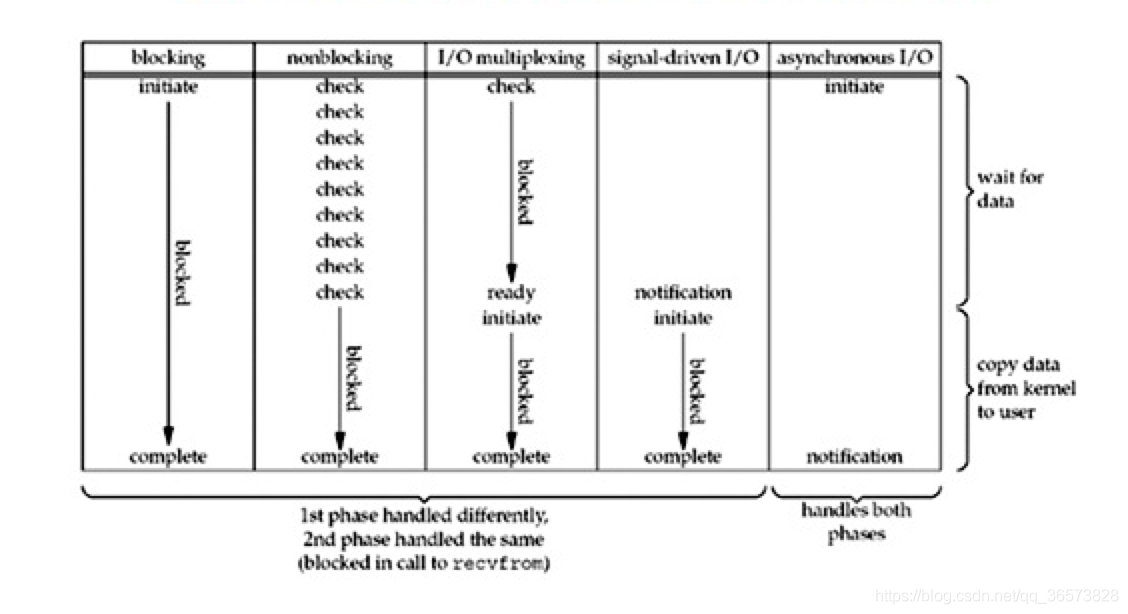 blocking nonblocking I/O multiplexing signal-driven I/O asynchronous I/O
initiate check check initiate
check
check
check
check
check
check
check
check ready notification
initiate initiate
blocked
blocked
blocked
blocked
blocked
complete complete complete complete notification
wait for
data
copy data
from kernel
to user
1st phase handled differently,
2nd phase handled the same
(blocked in call to recvfrom)
handles both
phases
https://blog.csdn.net/qq_36573828